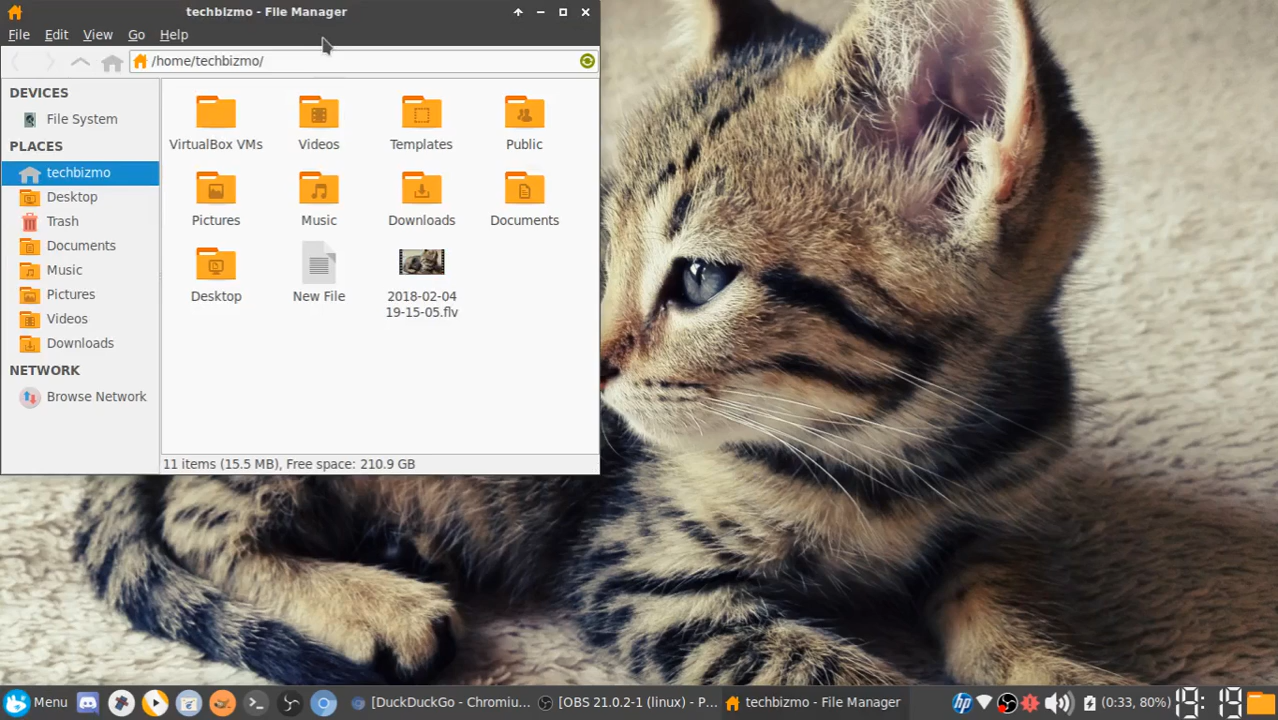 techbizmo - File Manager
File Edit View Go Help
/home/techbizmo/
DEVICES
File System
PLACES
techbizmo
Desktop
Trash
Documents
Music
Pictures
Videos
Downloads
NETWORK
Browse Network
VirtualBox VMs Videos Templates Public
Pictures Music Downloads Documents
Desktop New File 2018-02-04
19-15-05.flv
11 items (15.5 MB), Free space: 210.9 GB
Menu [DuckDuckGo - Chromiu... [OBS 21.0.2-1 (linux) - P... techbizmo - File Manager hp (0:33, 80%) 19:19